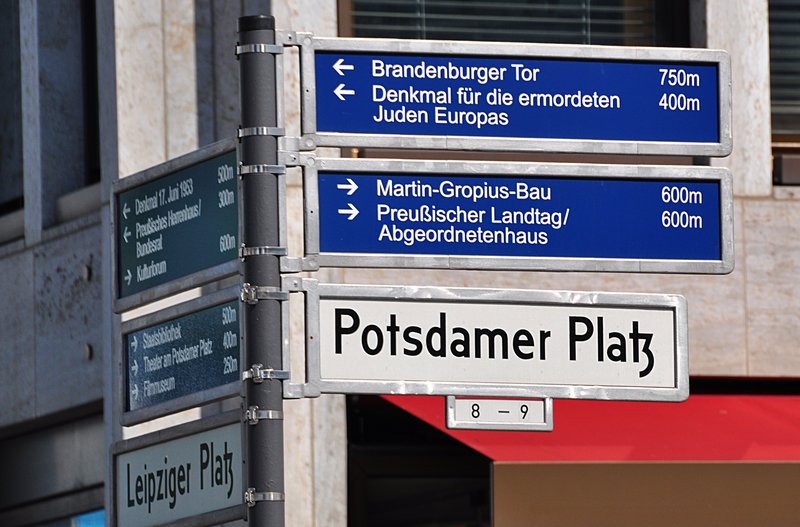 ← Brandenburger Tor 750m
← Denkmal für die ermordeten 400m
Juden Europas
→ Martin-Gropius-Bau 600m
→ Preußischer Landtag/ 600m
Abgeordnetenhaus
Potsdamer Platz
8 – 9
← Denkmal 17. Juni 1953 500m
← Preußisches Herrenhaus/ 300m
Bundesrat
→ Kulturforum 600m
→ Staatsbibliothek 500m
→ Theater am Potsdamer Platz 400m
→ Filmmuseum 250m
Leipziger Platz